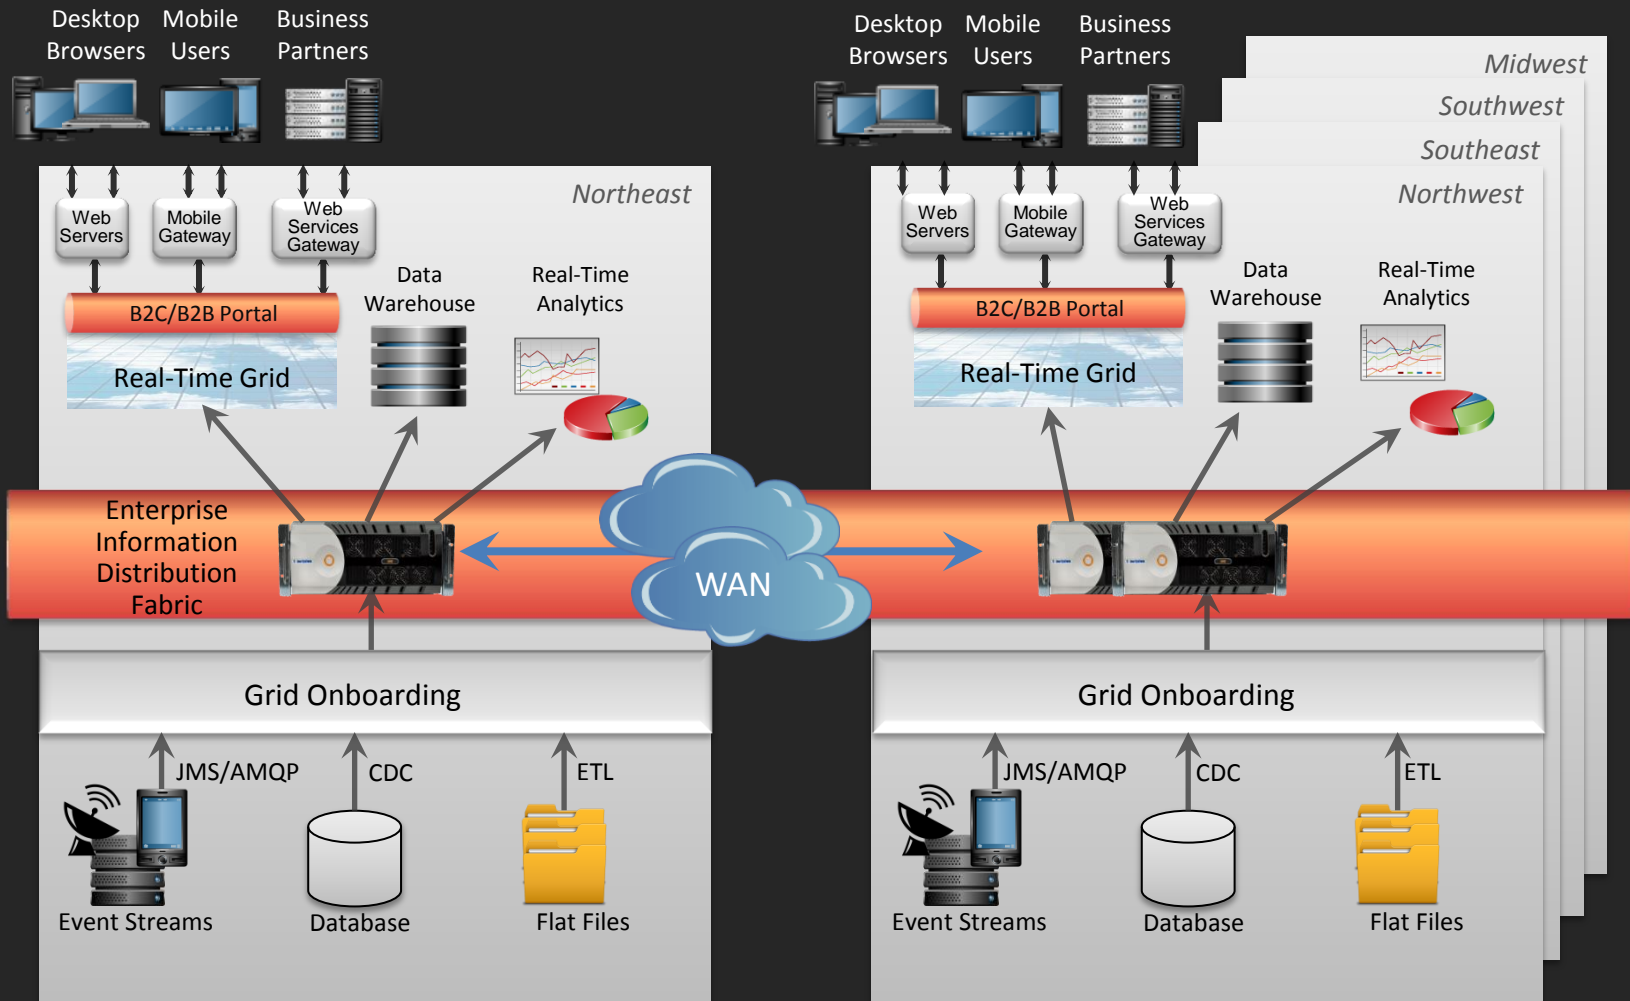 Desktop
Browsers
Mobile
Users
Business
Partners
Northeast
Web
Servers
Mobile
Gateway
Web
Services
Gateway
B2C/B2B Portal
Real-Time Grid
Data
Warehouse
Real-Time
Analytics
Enterprise
Information
Distribution
Fabric
WAN
Grid Onboarding
JMS/AMQP
CDC
ETL
Event Streams
Database
Flat Files
Desktop
Browsers
Mobile
Users
Business
Partners
Midwest
Southwest
Southeast
Northwest
Web
Servers
Mobile
Gateway
Web
Services
Gateway
B2C/B2B Portal
Real-Time Grid
Data
Warehouse
Real-Time
Analytics
Grid Onboarding
JMS/AMQP
CDC
ETL
Event Streams
Database
Flat Files